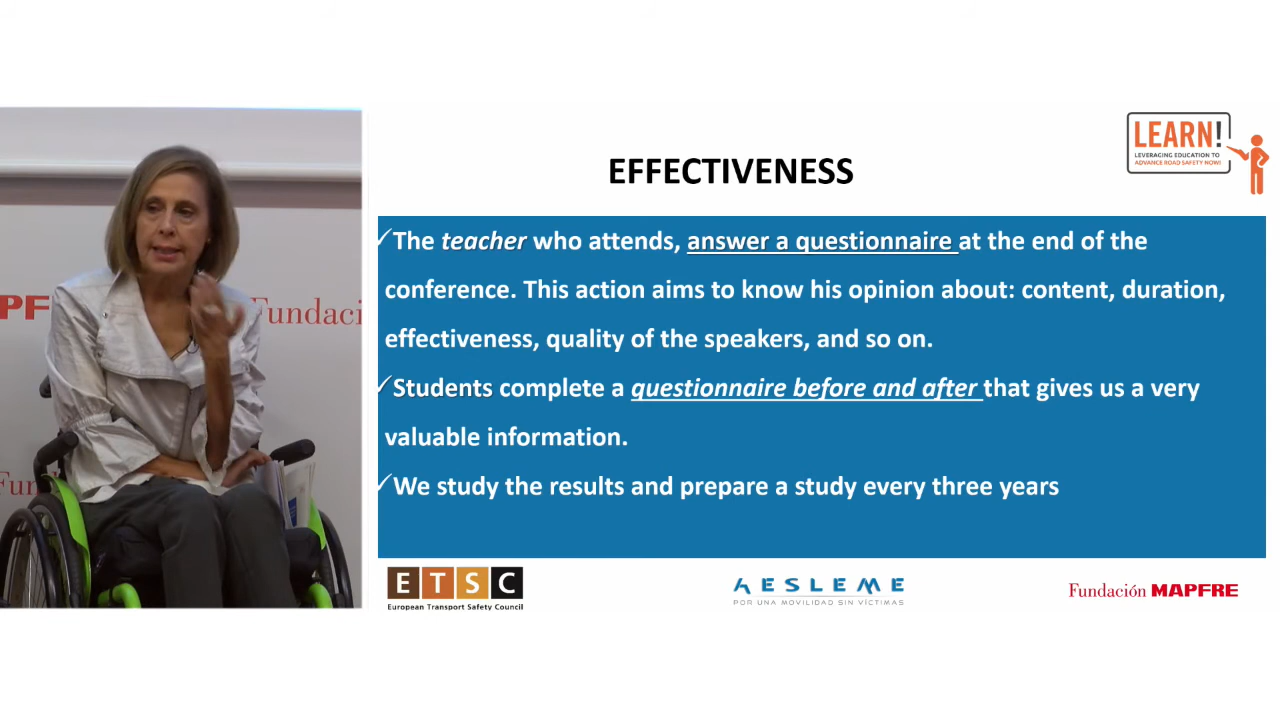 PF
Fundaci
Fun
LEARN!
LEVERAGING EDUCATION TO
ADVANCE ROAD SAFETY NOW!
EFFECTIVENESS
✓The teacher who attends, answer a questionnaire at the end of the
conference. This action aims to know his opinion about: content, duration,
effectiveness, quality of the speakers, and so on.
✓Students complete a questionnaire before and after that gives us a very
valuable information.
✓We study the results and prepare a study every three years
ETSC
European Transport Safety Council
AESLEME
POR UNA MOVILIDAD SIN VÍCTIMAS
Fundación MAPFRE